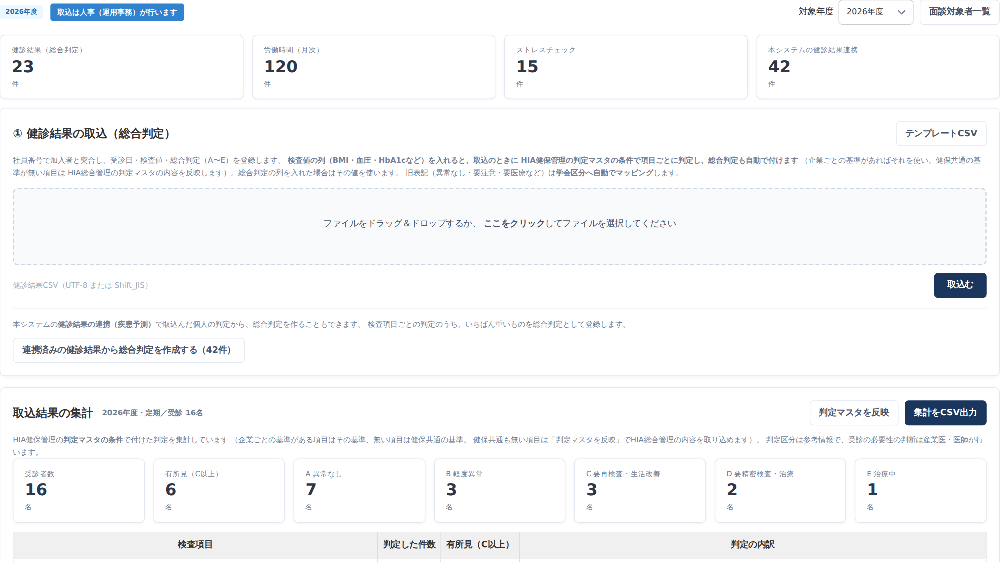 2026年度
取込は人事（運用事務）が行います
対象年度
2026年度
面談対象者一覧
健診結果（総合判定）
23
件
労働時間（月次）
120
件
ストレスチェック
15
件
本システムの健診結果連携
42
件
① 健診結果の取込（総合判定）
テンプレートCSV
社員番号で加入者と突合し、受診日・検査値・総合判定（A〜E）を登録します。 検査値の列（BMI・血圧・HbA1cなど）を入れると、取込のときに HIA健保管理の判定マスタの条件で項目ごとに判定し、総合判定も自動で付けます （企業ごとの基準があればそれを使い、健保共通の基
準が無い項目は HIA総合管理の判定マスタの内容を反映します）。総合判定の列を入れた場合はその値を使います。 旧表記（異常なし・要注意・要医療など）は学会区分へ自動でマッピングします。
ファイルをドラッグ＆ドロップするか、 ここをクリックしてファイルを選択してください
健診結果CSV（UTF-8 または Shift_JIS）
取込む
本システムの健診結果の連携（疾患予測）で取込んだ個人の判定から、総合判定を作ることもできます。 検査項目ごとの判定のうち、いちばん重いものを総合判定として登録します。
連携済みの健診結果から総合判定を作成する（42件）
取込結果の集計
2026年度・定期／受診 16名
判定マスタを反映
集計をCSV出力
HIA健保管理の判定マスタの条件で付けた判定を集計しています （企業ごとの基準がある項目はその基準、無い項目は健保共通の基準。 健保共通も無い項目は「判定マスタを反映」でHIA総合管理の内容を取り込めます）。 判定区分は参考情報で、受診の必要性の判断は産業医・医師が行
います。
受診者数
16
名
有所見（C以上）
6
名
A 異常なし
7
名
B 軽度異常
3
名
C 要再検査・生活改善
3
名
D 要精密検査・治療
2
名
E 治療中
1
名
検査項目
判定した件数
有所見（C以上）
判定の内訳